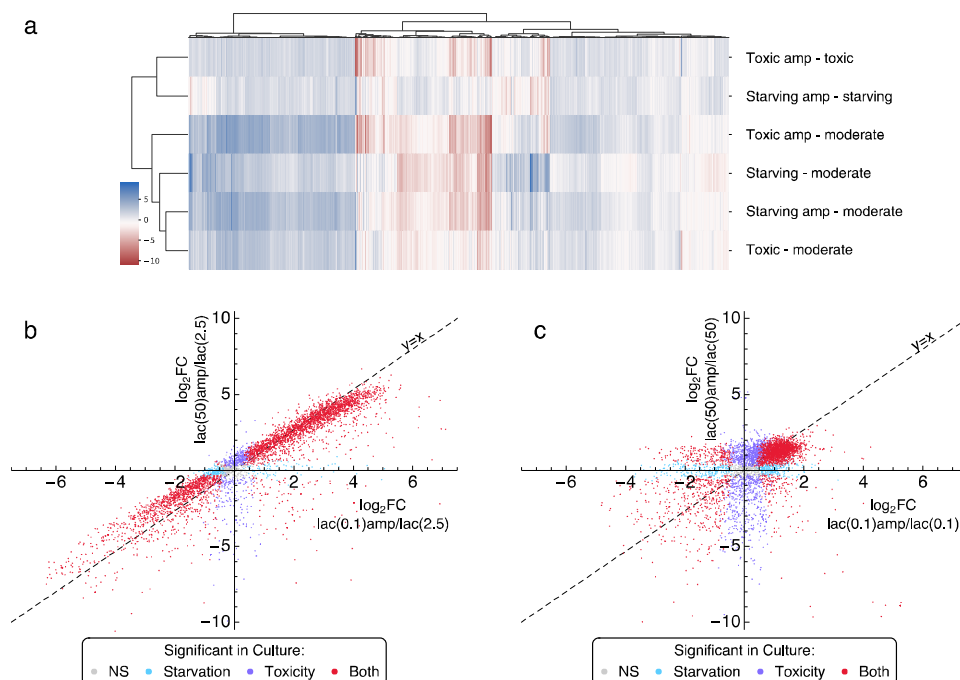 a
Toxic amp - toxic
Starving amp - starving
Toxic amp - moderate
Starving - moderate
Starving amp - moderate
Toxic - moderate
5
0
−5
−10
b
log₂FC
lac(50)amp/lac(2.5)
y=x
10
5
−5
−10
−6
−4
−2
0
2
4
6
log₂FC
lac(0.1)amp/lac(2.5)
Significant in Culture:
NS Starvation Toxicity Both
c
log₂FC
lac(50)amp/lac(50)
y=x
10
5
−5
−10
−6
−4
−2
0
2
4
6
log₂FC
lac(0.1)amp/lac(0.1)
Significant in Culture:
NS Starvation Toxicity Both